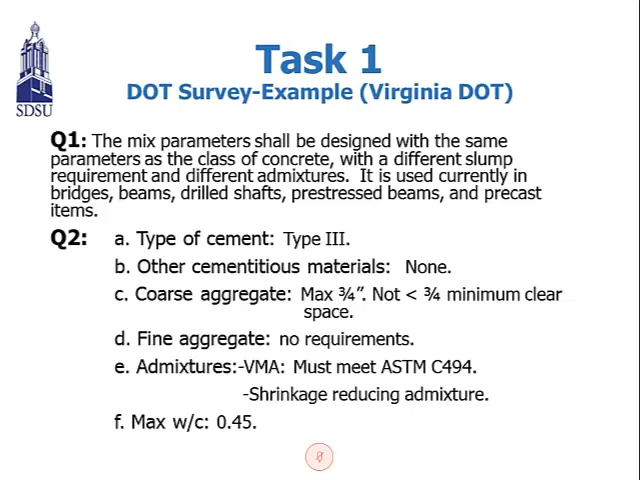 Task 1
DOT Survey-Example (Virginia DOT)
SDSU
Q1: The mix parameters shall be designed with the same
parameters as the class of concrete, with a different slump
requirement and different admixtures. It is used currently in
bridges, beams, drilled shafts, prestressed beams, and precast
items.
Q2: a. Type of cement: Type III.
b. Other cementitious materials: None.
c. Coarse aggregate: Max ¾”. Not < ¾ minimum clear
space.
d. Fine aggregate: no requirements.
e. Admixtures:-VMA: Must meet ASTM C494.
-Shrinkage reducing admixture.
f. Max w/c: 0.45.